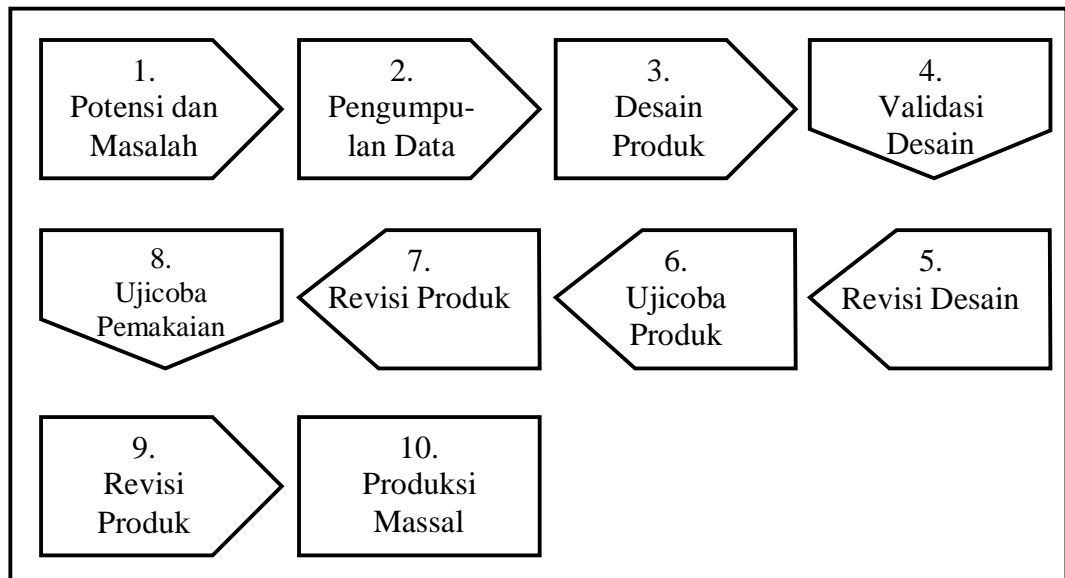 1.
Potensi dan
Masalah
2.
Pengumpu-
lan Data
3.
Desain
Produk
4.
Validasi
Desain
5.
Revisi Desain
6.
Ujicoba
Produk
7.
Revisi Produk
8.
Ujicoba
Pemakaian
9.
Revisi
Produk
10.
Produksi
Massal